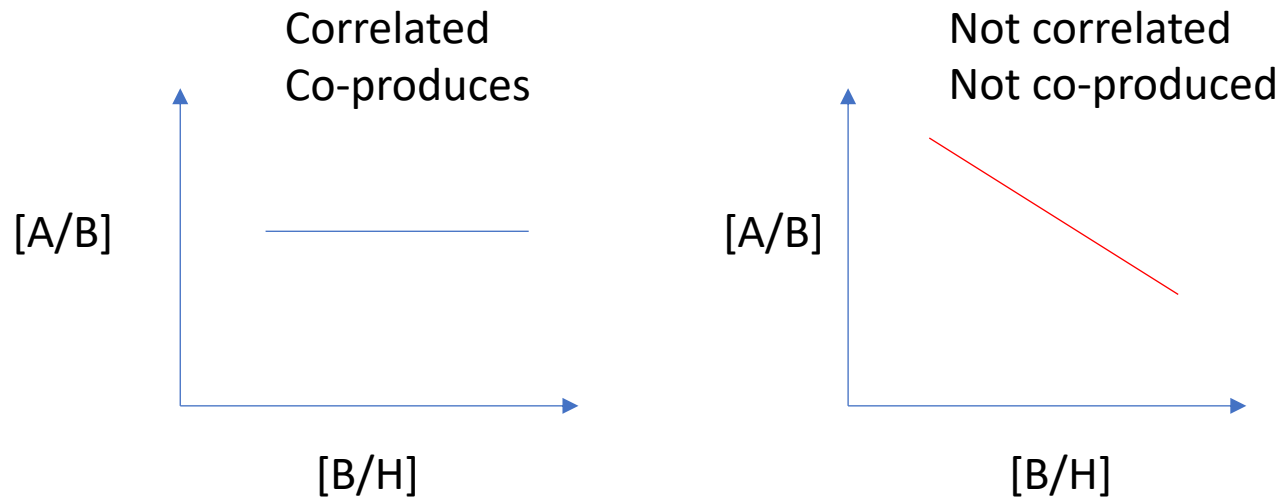 Correlated
Co-produces
[A/B]
[B/H]
Not correlated
Not co-produced
[A/B]
[B/H]